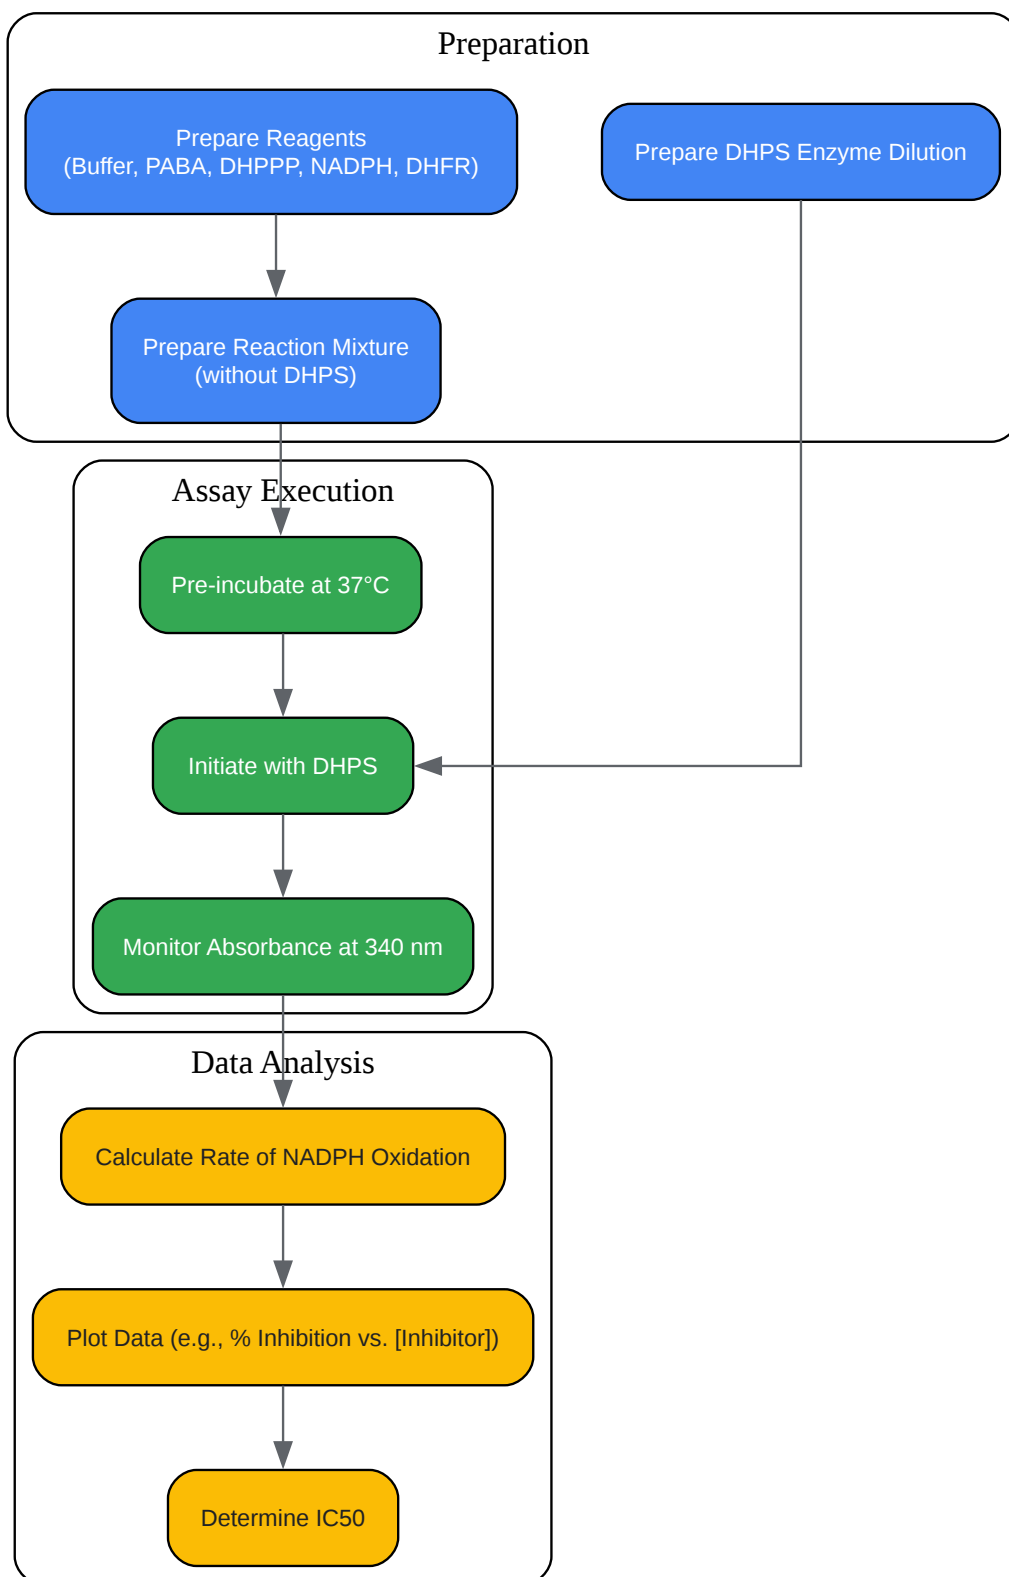 Preparation
Prepare Reagents
(Buffer, PABA, DHPPP, NADPH, DHFR)
Prepare DHPS Enzyme Dilution
Prepare Reaction Mixture
(without DHPS)
Assay Execution
Pre-incubate at 37°C
Initiate with DHPS
Monitor Absorbance at 340 nm
Data Analysis
Calculate Rate of NADPH Oxidation
Plot Data (e.g., % Inhibition vs. [Inhibitor])
Determine IC50